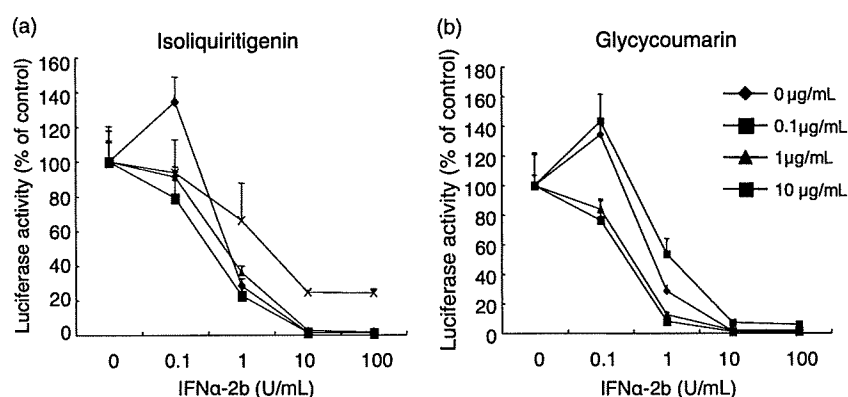 (a)
Isoliquiritigenin
Luciferase activity (% of control)
160
140
120
100
80
60
40
20
0
0 0.1 1 10 100
IFNα-2b (U/mL)
(b)
Glycycoumarin
Luciferase activity (% of control)
180
160
140
120
100
80
60
40
20
0
0 0.1 1 10 100
IFNα-2b (U/mL)
0 µg/mL
0.1µg/mL
1µg/mL
10 µg/mL